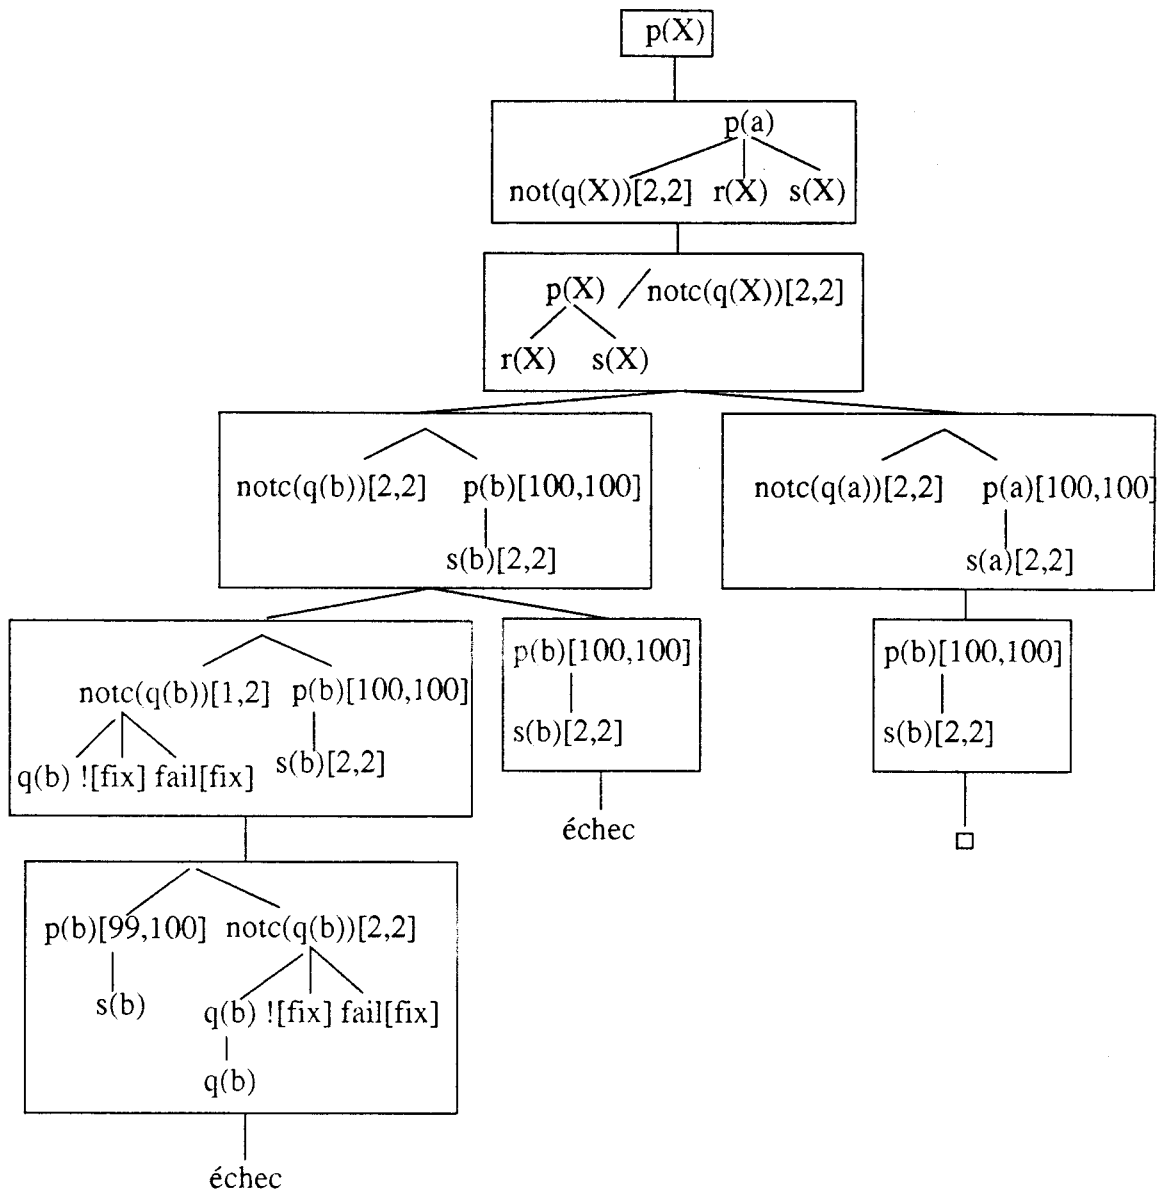 p(X)
p(a)
not(q(X))[2,2] r(X) s(X)
p(X) / notc(q(X))[2,2]
r(X) s(X)
notc(q(b))[2,2] p(b)[100,100]
s(b)[2,2]
notc(q(a))[2,2] p(a)[100,100]
s(a)[2,2]
notc(q(b))[1,2] p(b)[100,100]
q(b) ![fix] fail[fix] s(b)[2,2]
p(b)[100,100]
s(b)[2,2]
échec
p(b)[100,100]
s(b)[2,2]
p(b)[99,100] notc(q(b))[2,2]
s(b) q(b) ![fix] fail[fix]
q(b)
échec